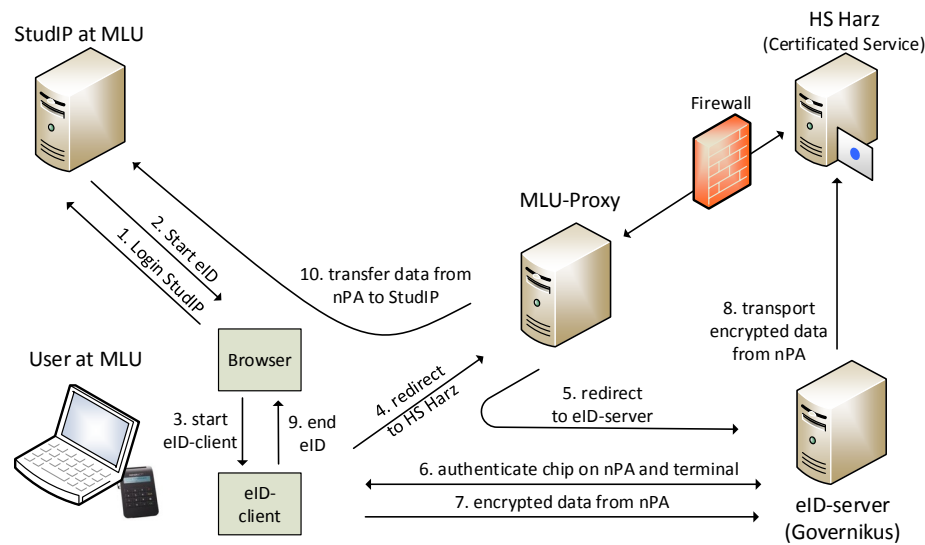 StudIP at MLU
HS Harz
(Certificated Service)
Firewall
MLU-Proxy
2. Start eID
1. Login StudIP
10. transfer data from
nPA to StudIP
8. transport
encrypted data
from nPA
User at MLU
Browser
4. redirect
to HS Harz
5. redirect
to eID-server
3. start
eID-client
9. end
eID
6. authenticate chip on nPA and terminal
7. encrypted data from nPA
eID-
client
eID-server
(Governikus)